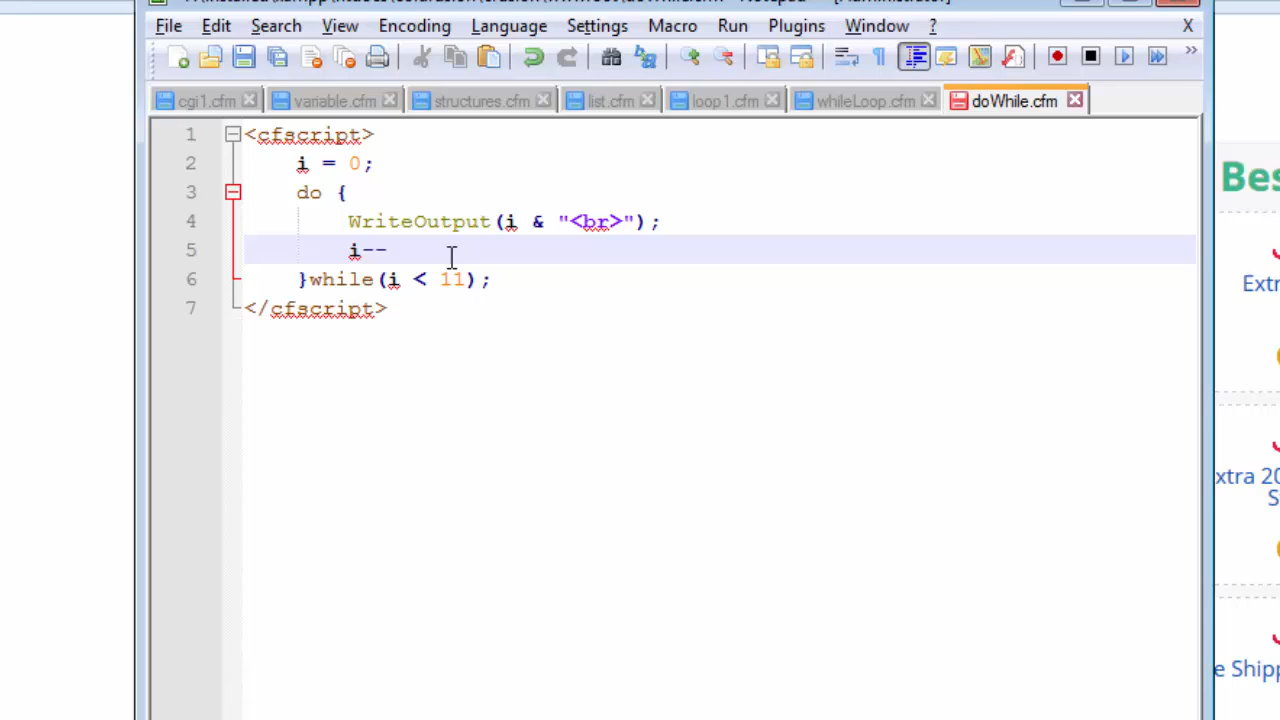 File Edit Search View Encoding Language Settings Macro Run Plugins Window ? X
cgi1.cfm variable.cfm structures.cfm list.cfm loop1.cfm whileLoop.cfm doWhile.cfm
1 <cfscript>
2 i = 0;
3 do {
4 WriteOutput(i & "<br>");
5 i--
6 }while(i < 11);
7 </cfscript>
Bes
Extr
xtra 20
S
e Shipp